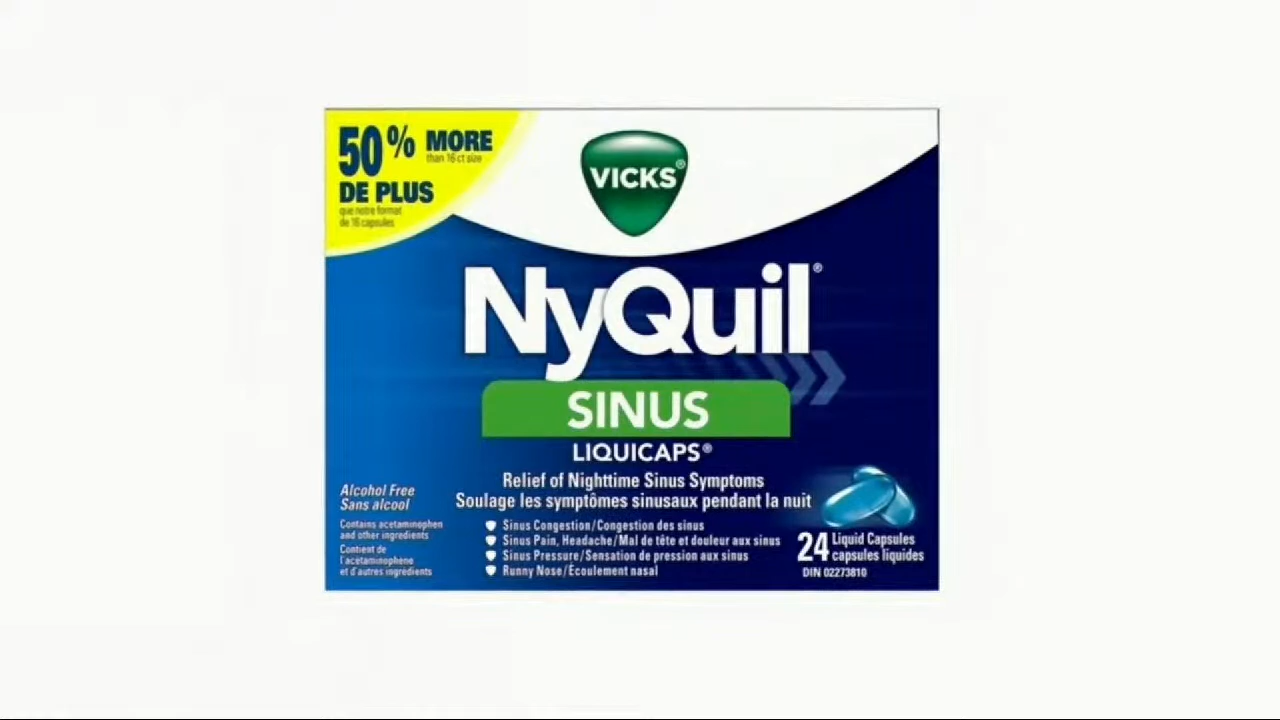 50% MORE
than 16 ct size
DE PLUS
que notre format
de 16 capsules
VICKS®
NyQuil®
SINUS
LIQUICAPS®
Relief of Nighttime Sinus Symptoms
Soulage les symptômes sinusaux pendant la nuit
Alcohol Free
Sans alcool
Contains acetaminophen
and other ingredients
Contient de
l'acétaminophène
et d'autres ingrédients
Sinus Congestion/Congestion des sinus
Sinus Pain, Headache/Mal de tête et douleur aux sinus
Sinus Pressure/Sensation de pression aux sinus
Runny Nose/Écoulement nasal
24 Liquid Capsules
capsules liquides
DIN 02273810